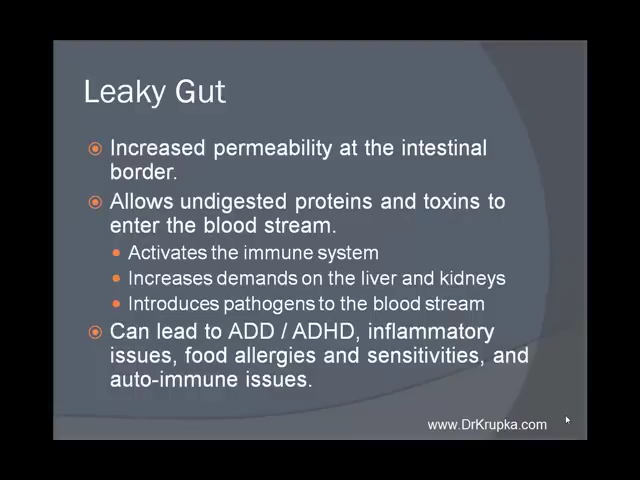 Leaky Gut
Increased permeability at the intestinal
border.
Allows undigested proteins and toxins to
enter the blood stream.
Activates the immune system
Increases demands on the liver and kidneys
Introduces pathogens to the blood stream
Can lead to ADD / ADHD, inflammatory
issues, food allergies and sensitivities, and
auto-immune issues.
www.DrKrupka.com